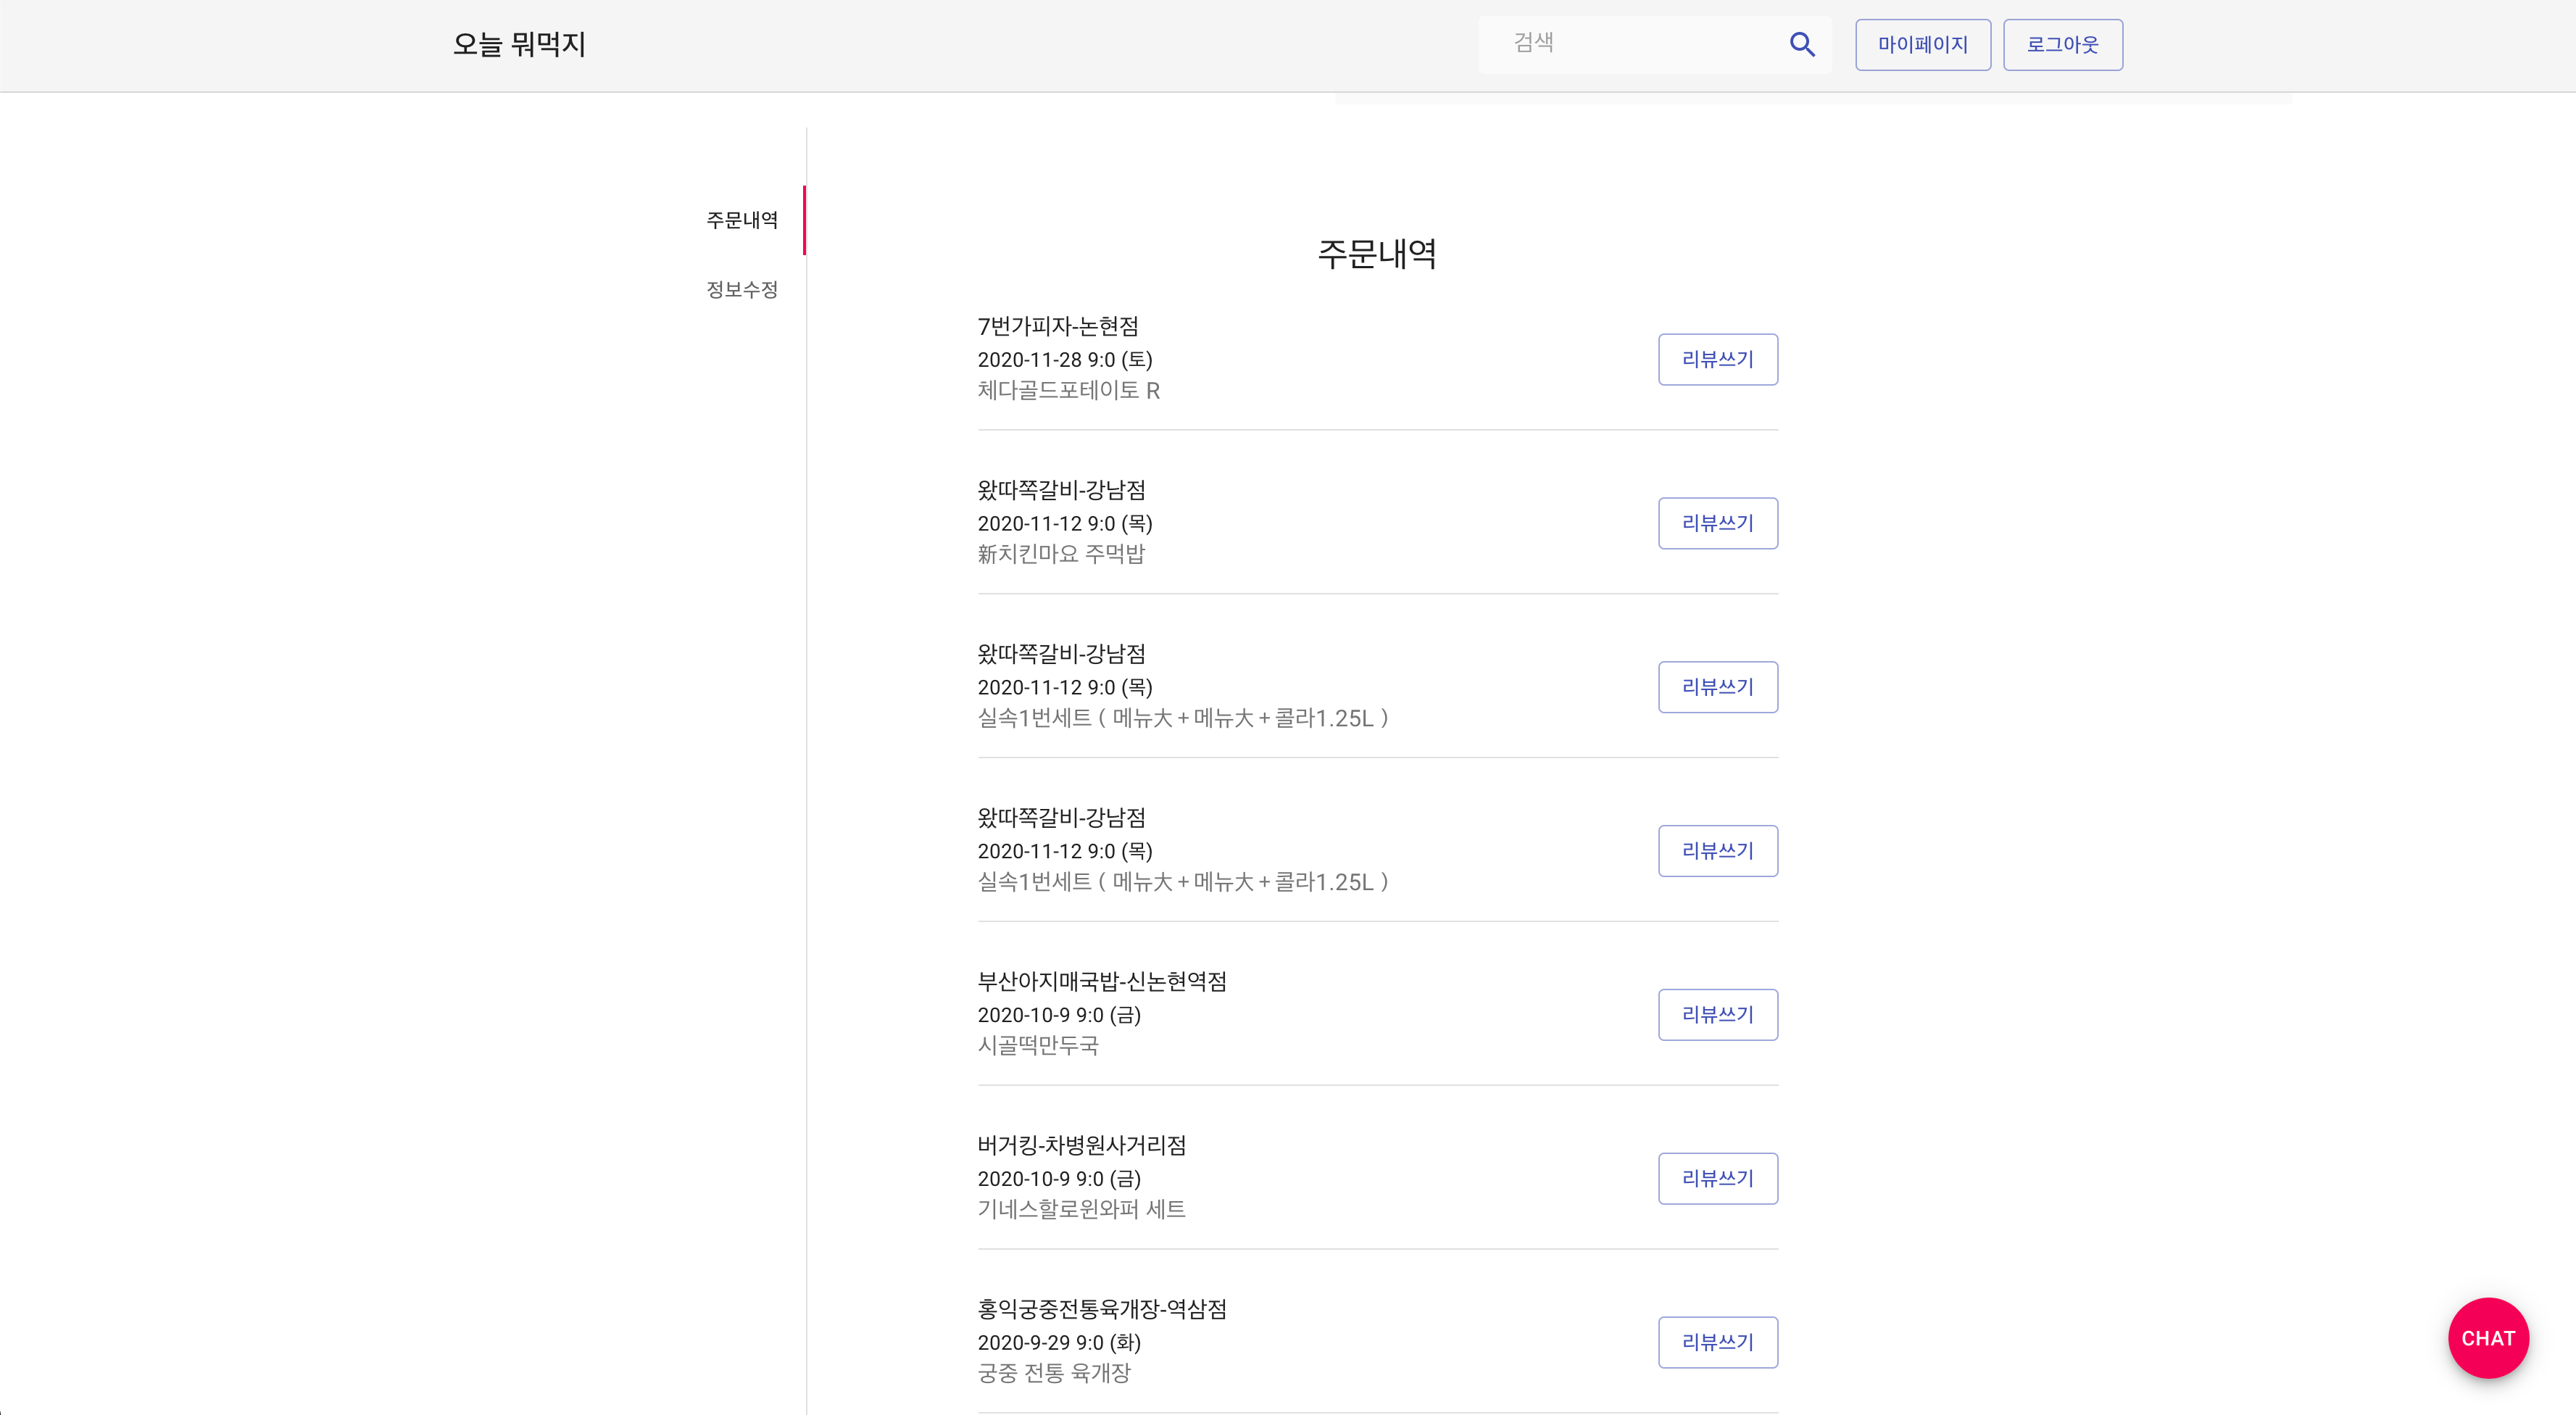 오늘 뭐먹지
검색
마이페이지
로그아웃
주문내역
정보수정
주문내역
7번가피자-논현점
2020-11-28 9:0 (토)
체다골드포테이토 R
리뷰쓰기
왔따쪽갈비-강남점
2020-11-12 9:0 (목)
新치킨마요 주먹밥
리뷰쓰기
왔따쪽갈비-강남점
2020-11-12 9:0 (목)
실속1번세트 ( 메뉴大 + 메뉴大 + 콜라1.25L )
리뷰쓰기
왔따쪽갈비-강남점
2020-11-12 9:0 (목)
실속1번세트 ( 메뉴大 + 메뉴大 + 콜라1.25L )
리뷰쓰기
부산아지매국밥-신논현역점
2020-10-9 9:0 (금)
시골떡만두국
리뷰쓰기
버거킹-차병원사거리점
2020-10-9 9:0 (금)
기네스할로윈와퍼 세트
리뷰쓰기
홍익궁중전통육개장-역삼점
2020-9-29 9:0 (화)
궁중 전통 육개장
리뷰쓰기
CHAT